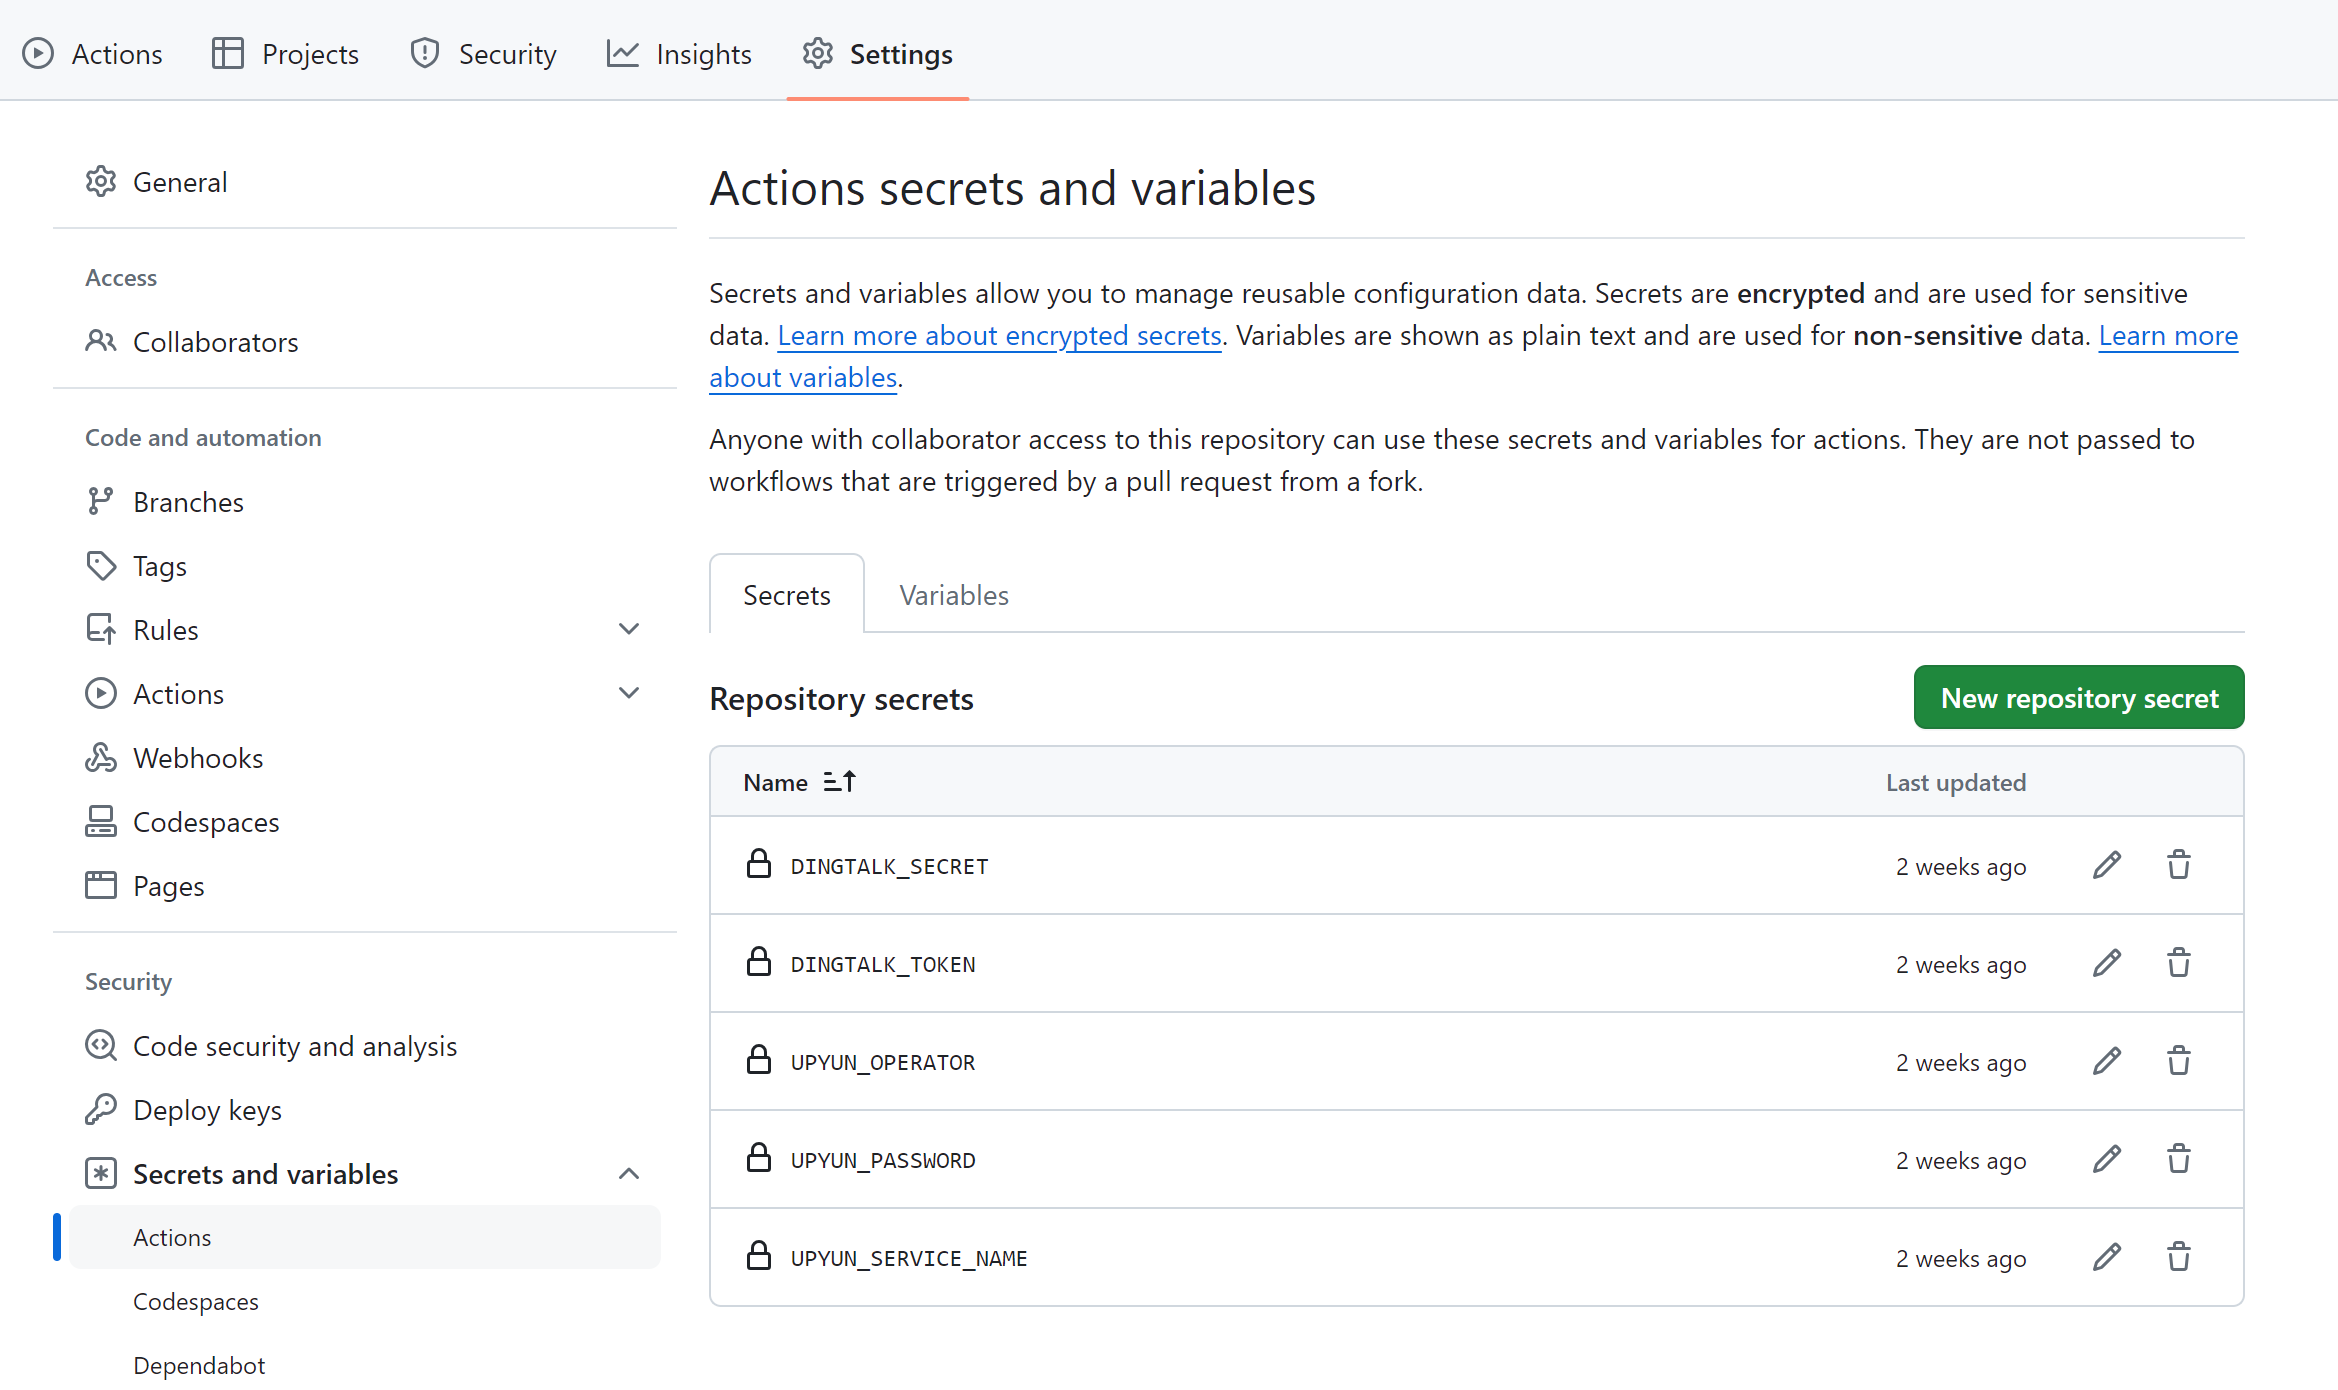 Actions
Projects
Security
Insights
Settings
General
Access
Collaborators
Code and automation
Branches
Tags
Rules
Actions
Webhooks
Codespaces
Pages
Security
Code security and analysis
Deploy keys
Secrets and variables
Actions
Codespaces
Dependabot
Actions secrets and variables
Secrets and variables allow you to manage reusable configuration data. Secrets are encrypted and are used for sensitive
data. Learn more about encrypted secrets. Variables are shown as plain text and are used for non-sensitive data. Learn more
about variables.
Anyone with collaborator access to this repository can use these secrets and variables for actions. They are not passed to
workflows that are triggered by a pull request from a fork.
Secrets
Variables
Repository secrets
New repository secret
Name
Last updated
DINGTALK_SECRET
2 weeks ago
DINGTALK_TOKEN
2 weeks ago
UPYUN_OPERATOR
2 weeks ago
UPYUN_PASSWORD
2 weeks ago
UPYUN_SERVICE_NAME
2 weeks ago